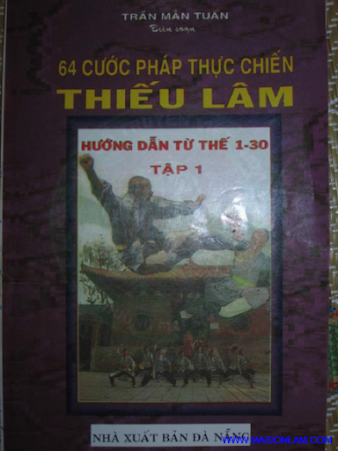 TRẦN MẪN TUẤN
Biên soạn
64 CƯỚC PHÁP THỰC CHIẾN
THIẾU LÂM
HƯỚNG DẪN TỪ THẾ 1-30
TẬP 1
NHÀ XUẤT BẢN ĐÀ NẴNG